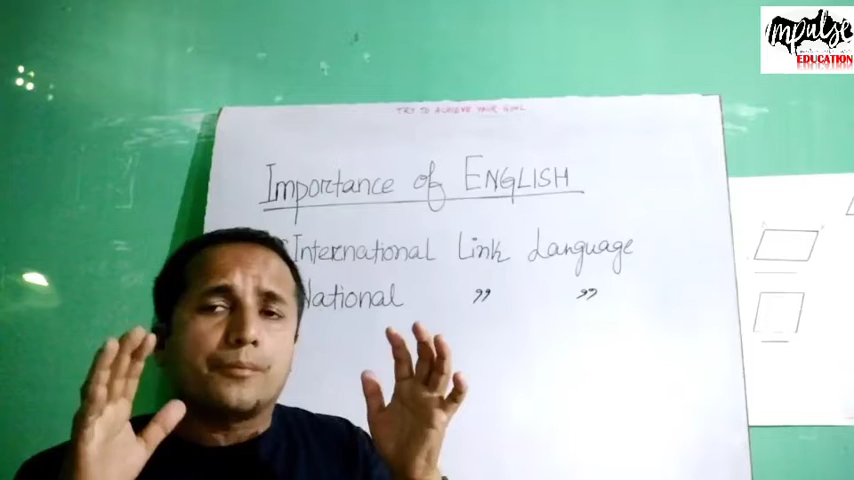 Impulse
EDUCATION
TRY TO ACHIEVE YOUR GOAL
Importance of ENGLISH
International Link Language
National " "